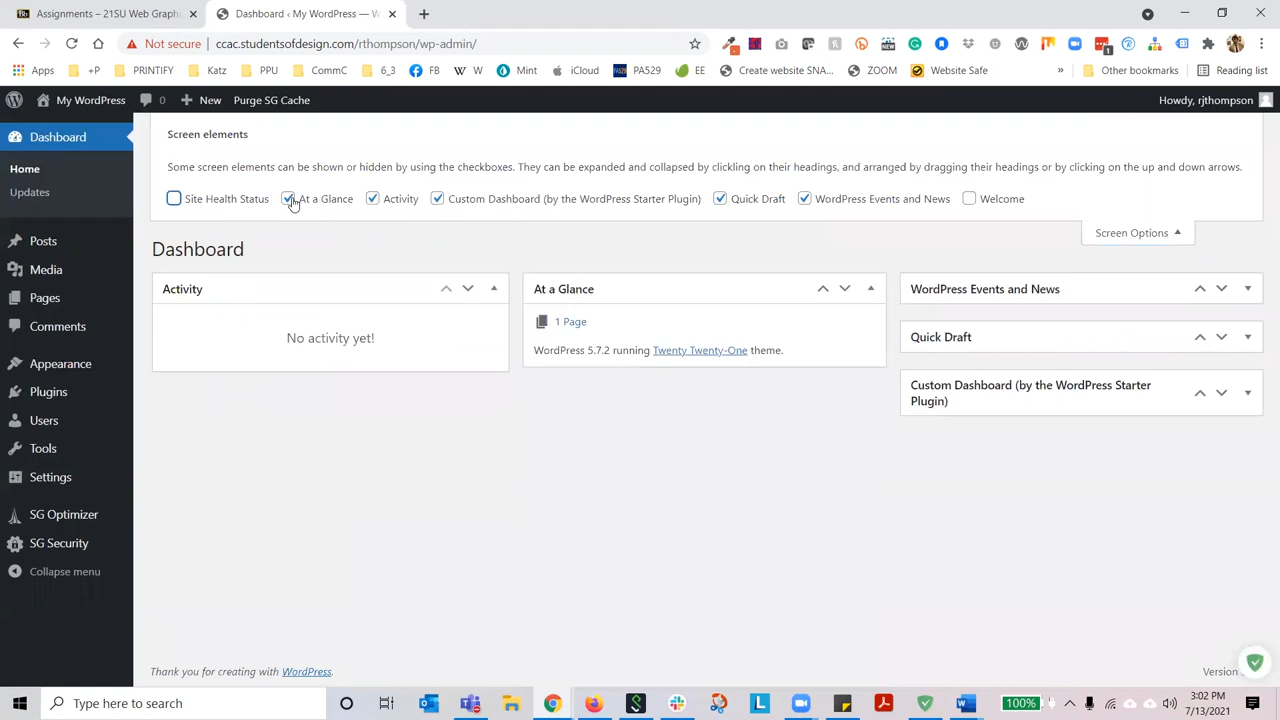 Assignments – 21SU Web Graphi
Dashboard ‹ My WordPress — W
Not secure
ccac.studentsofdesign.com/rthompson/wp-admin/
Apps
+P
PRINTIFY
Katz
PPU
CommC
6_3
FB
W
Mint
iCloud
PA529
EE
Create website SNA...
ZOOM
Website Safe
»
Other bookmarks
Reading list
My WordPress
0
New
Purge SG Cache
Howdy, rjthompson
Dashboard
Home
Updates
Posts
Media
Pages
Comments
Appearance
Plugins
Users
Tools
Settings
SG Optimizer
SG Security
Collapse menu
Screen elements
Some screen elements can be shown or hidden by using the checkboxes. They can be expanded and collapsed by clickling on their headings, and arranged by dragging their headings or by clicking on the up and down arrows.
Site Health Status
At a Glance
Activity
Custom Dashboard (by the WordPress Starter Plugin)
Quick Draft
WordPress Events and News
Welcome
Screen Options
Dashboard
Activity
No activity yet!
At a Glance
1 Page
WordPress 5.7.2 running Twenty Twenty-One theme.
WordPress Events and News
Quick Draft
Custom Dashboard (by the WordPress Starter
Plugin)
Thank you for creating with WordPress.
Version
Type here to search
100%
3:02 PM
7/13/2021